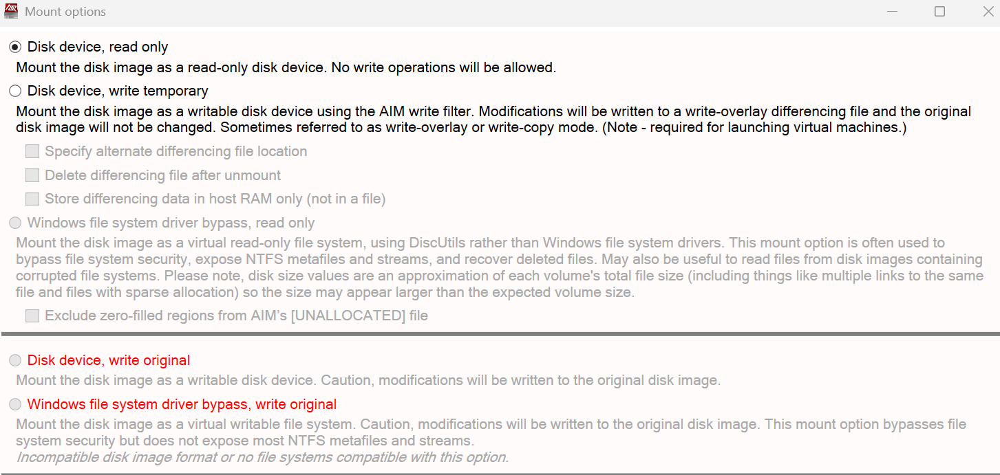 Mount options
Disk device, read only
Mount the disk image as a read-only disk device. No write operations will be allowed.
Disk device, write temporary
Mount the disk image as a writable disk device using the AIM write filter. Modifications will be written to a write-overlay differencing file and the original
disk image will not be changed. Sometimes referred to as write-overlay or write-copy mode. (Note - required for launching virtual machines.)
Specify alternate differencing file location
Delete differencing file after unmount
Store differencing data in host RAM only (not in a file)
Windows file system driver bypass, read only
Mount the disk image as a virtual read-only file system, using DiscUtils rather than Windows file system drivers. This mount option is often used to
bypass file system security, expose NTFS metafiles and streams, and recover deleted files. May also be useful to read files from disk images containing
corrupted file systems. Please note, disk size values are an approximation of each volume's total file size (including things like multiple links to the same
file and files with sparse allocation) so the size may appear larger than the expected volume size.
Exclude zero-filled regions from AIM's [UNALLOCATED] file
Disk device, write original
Mount the disk image as a writable disk device. Caution, modifications will be written to the original disk image.
Windows file system driver bypass, write original
Mount the disk image as a virtual writable file system. Caution, modifications will be written to the original disk image. This mount option bypasses file
system security but does not expose most NTFS metafiles and streams.
Incompatible disk image format or no file systems compatible with this option.